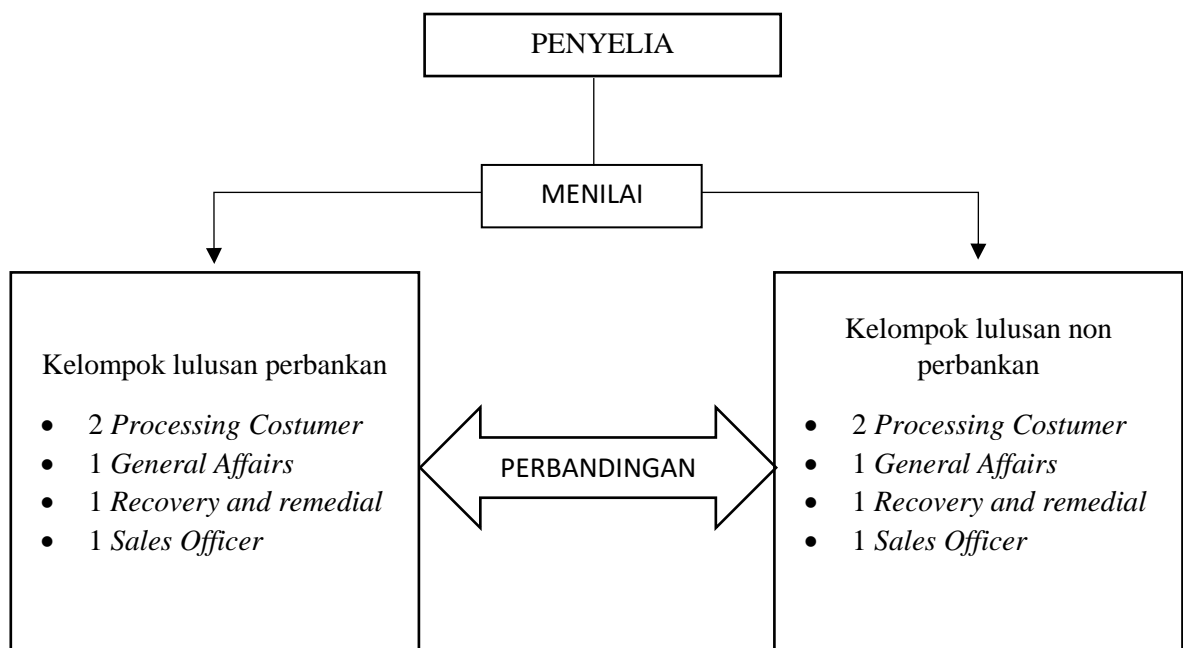 PENYELIA
MENILAI
Kelompok lulusan perbankan
• 2 Processing Costumer
• 1 General Affairs
• 1 Recovery and remedial
• 1 Sales Officer
PERBANDINGAN
Kelompok lulusan non
perbankan
• 2 Processing Costumer
• 1 General Affairs
• 1 Recovery and remedial
• 1 Sales Officer